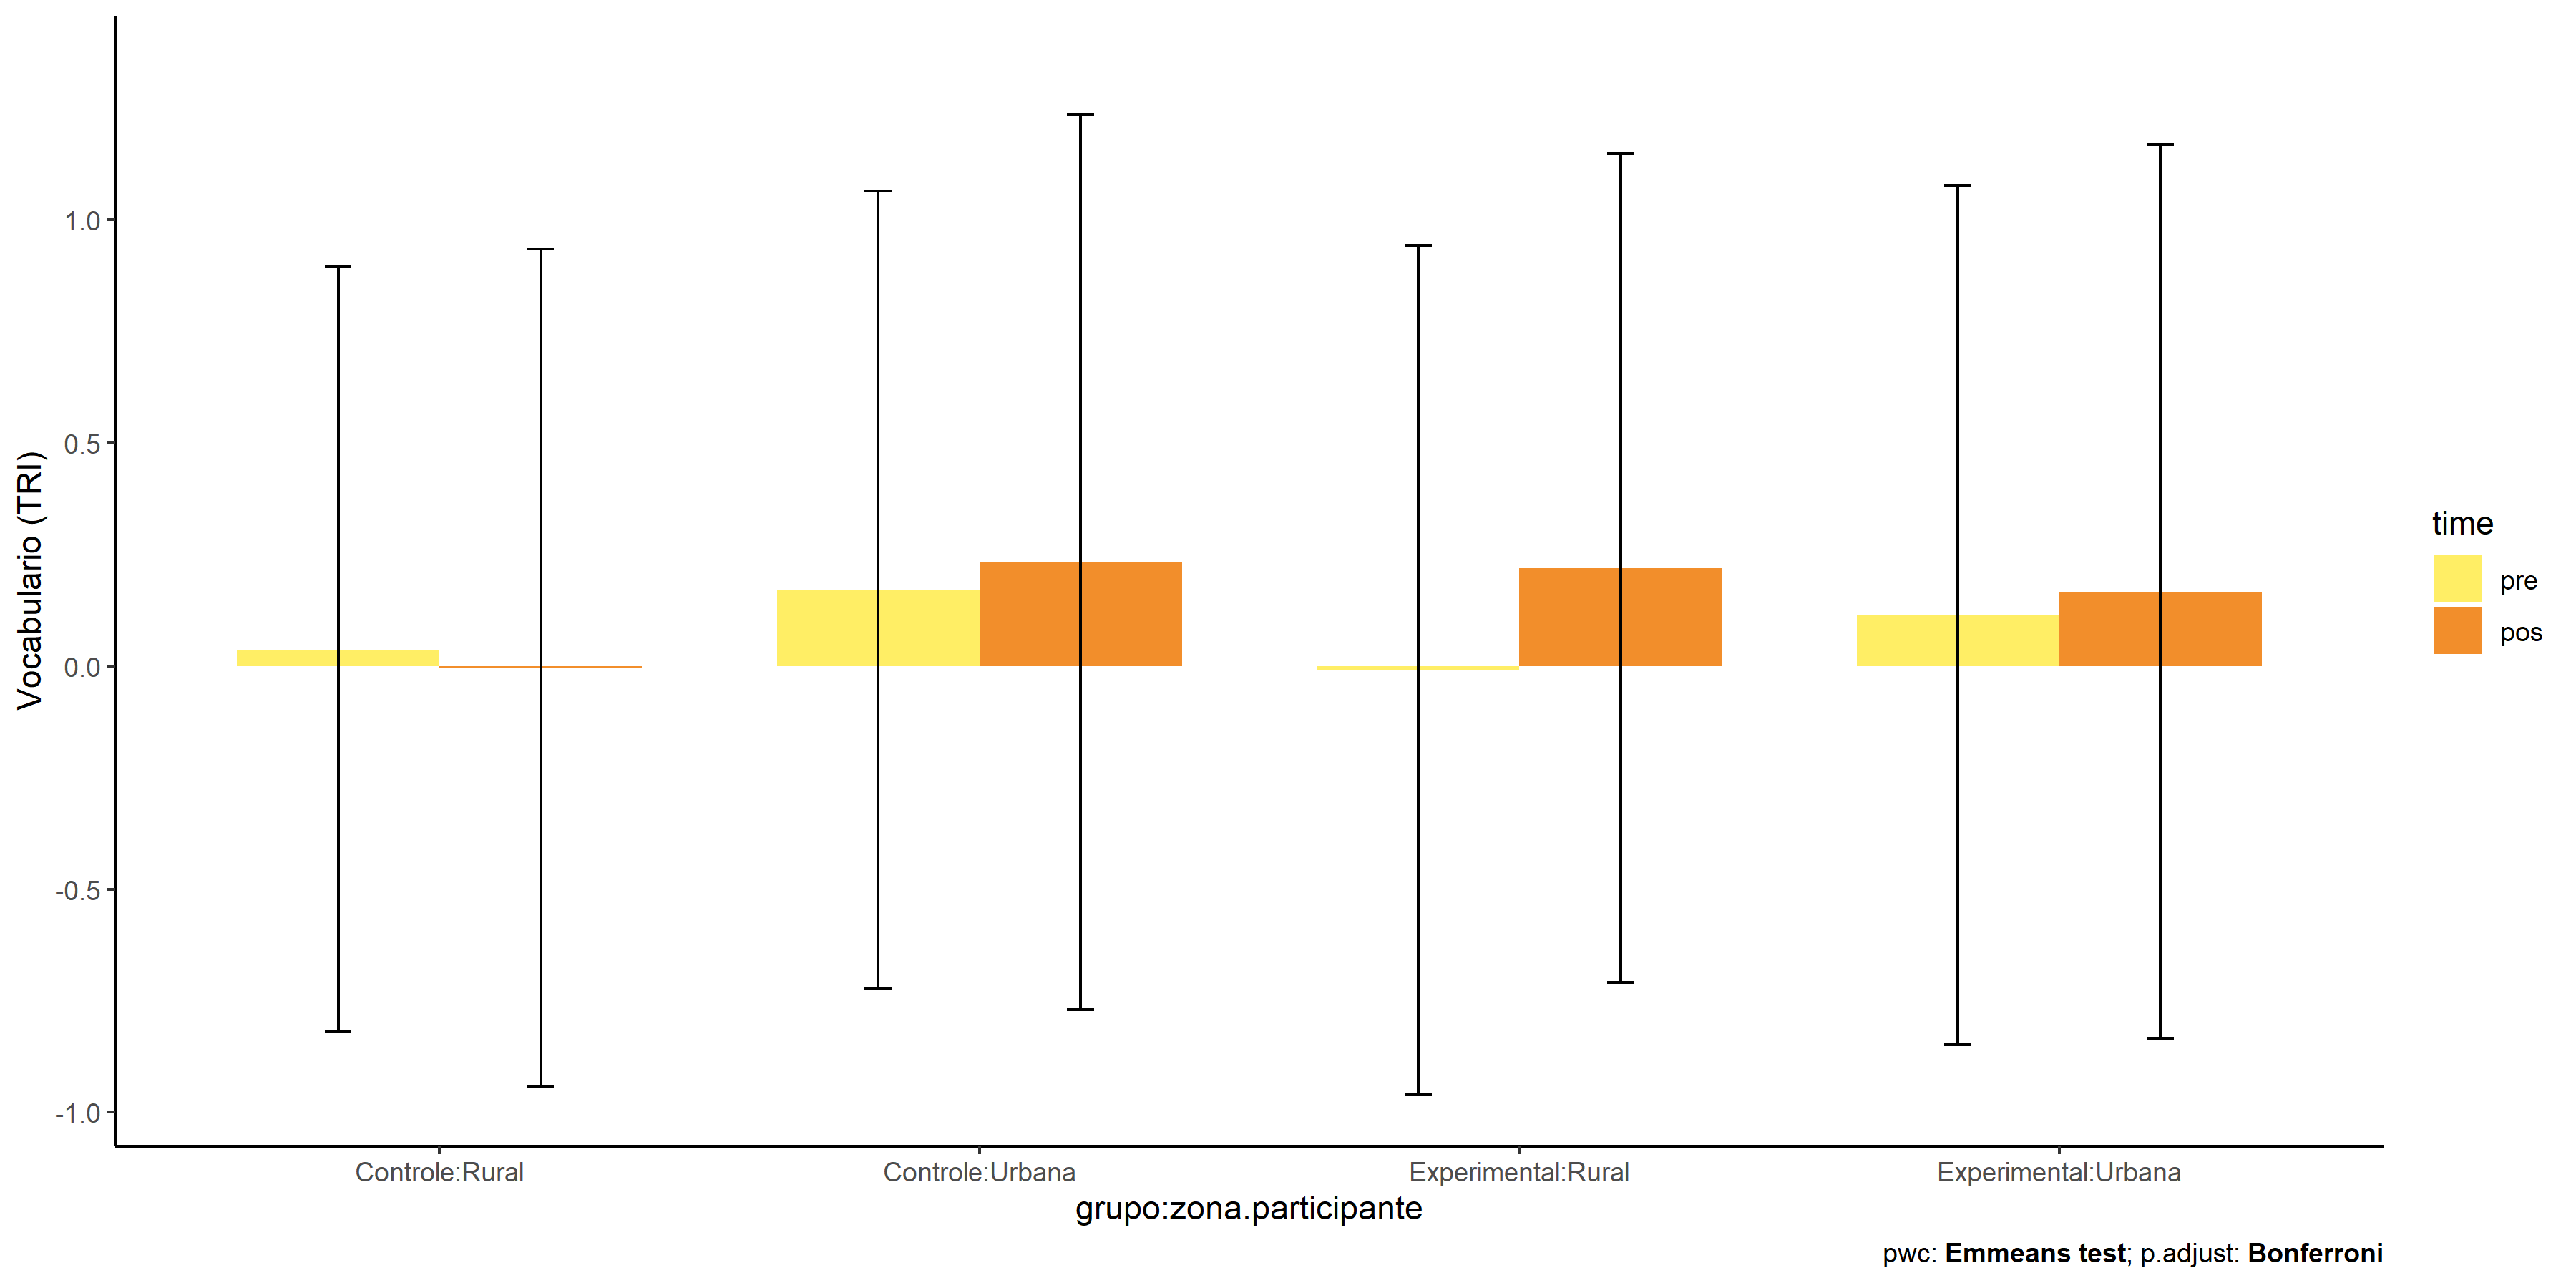 Vocabulario (TRI)
1.0
0.5
0.0
-0.5
-1.0
Controle:Rural
Controle:Urbana
Experimental:Rural
Experimental:Urbana
grupo:zona.participante
time
pre
pos
pwc: Emmeans test; p.adjust: Bonferroni